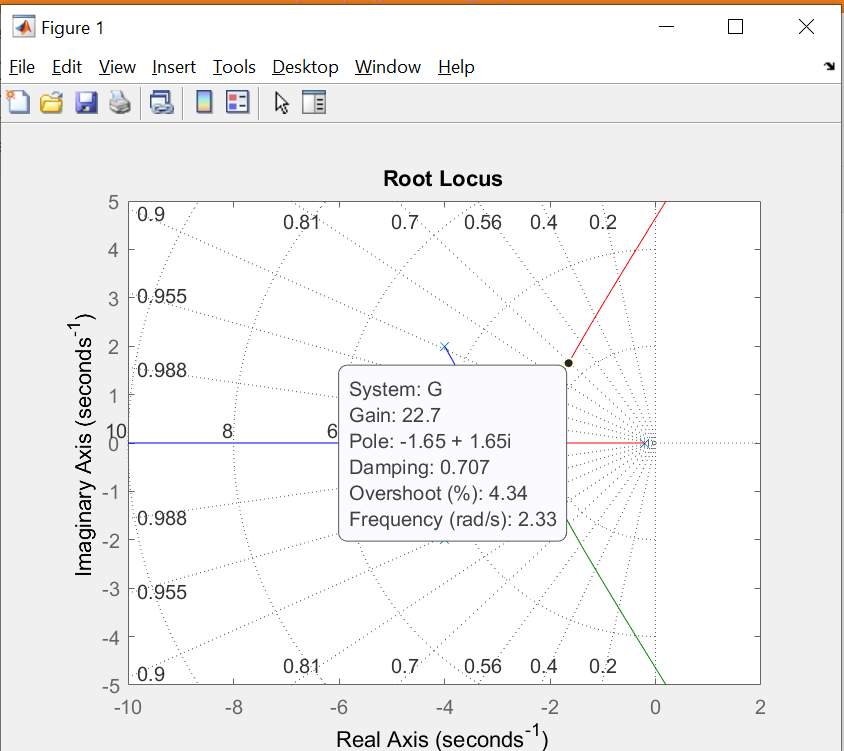 Figure 1
File Edit View Insert Tools Desktop Window Help
Root Locus
5
0.9 0.81 0.7 0.56 0.4 0.2
4
3
0.955
2
0.988
1
10 8 6
0
-1
0.988
-2
-3
0.955
-4
0.9 0.81 0.7 0.56 0.4 0.2
-5
System: G
Gain: 22.7
Pole: -1.65 + 1.65i
Damping: 0.707
Overshoot (%): 4.34
Frequency (rad/s): 2.33
-10 -8 -6 -4 -2 0 2
Real Axis (seconds-1)
Imaginary Axis (seconds-1)